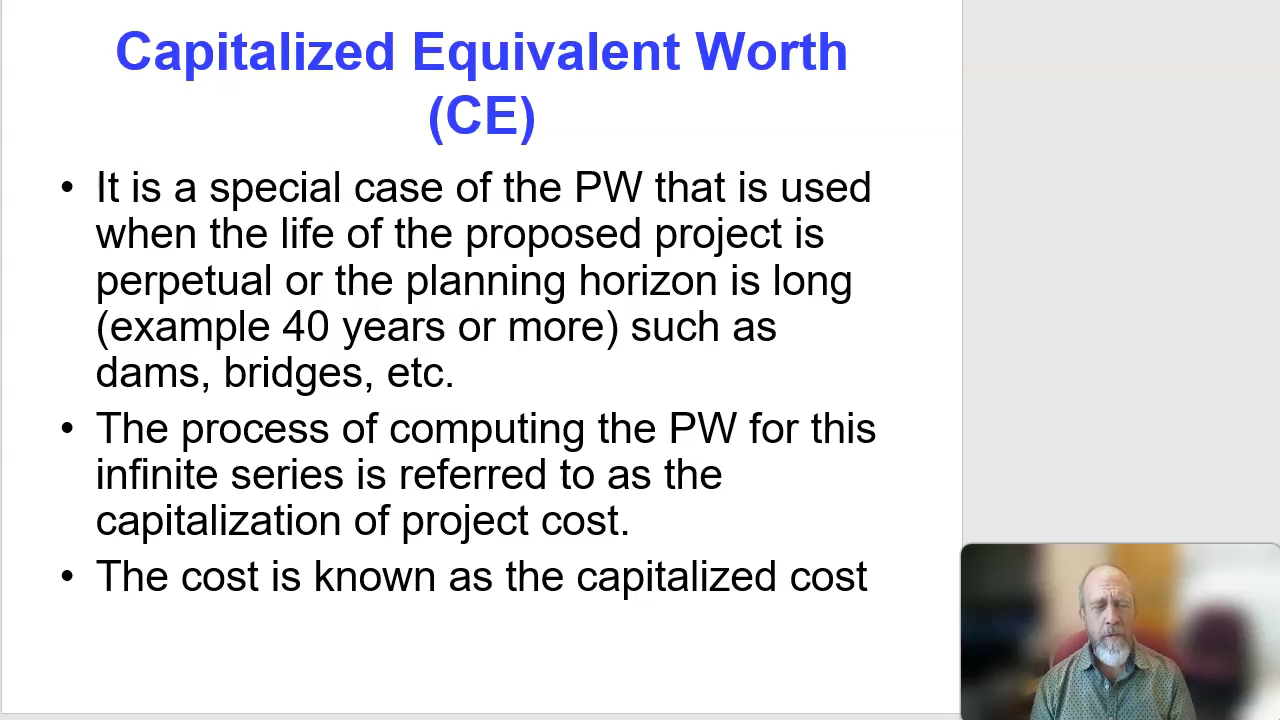 Capitalized Equivalent Worth
(CE)
• It is a special case of the PW that is used
when the life of the proposed project is
perpetual or the planning horizon is long
(example 40 years or more) such as
dams, bridges, etc.
• The process of computing the PW for this
infinite series is referred to as the
capitalization of project cost.
• The cost is known as the capitalized cost